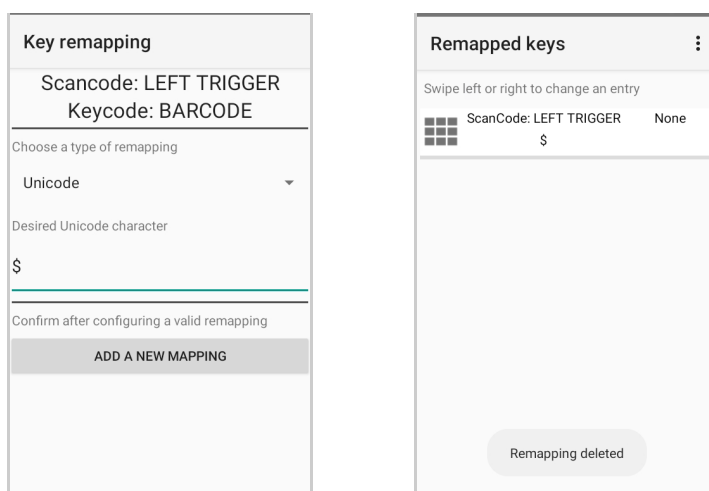 Key remapping
Scancode: LEFT TRIGGER
Keycode: BARCODE
Choose a type of remapping
Unicode
Desired Unicode character
$
Confirm after configuring a valid remapping
ADD A NEW MAPPING
Remapped keys
Swipe left or right to change an entry
ScanCode: LEFT TRIGGER None
$
Remapping deleted